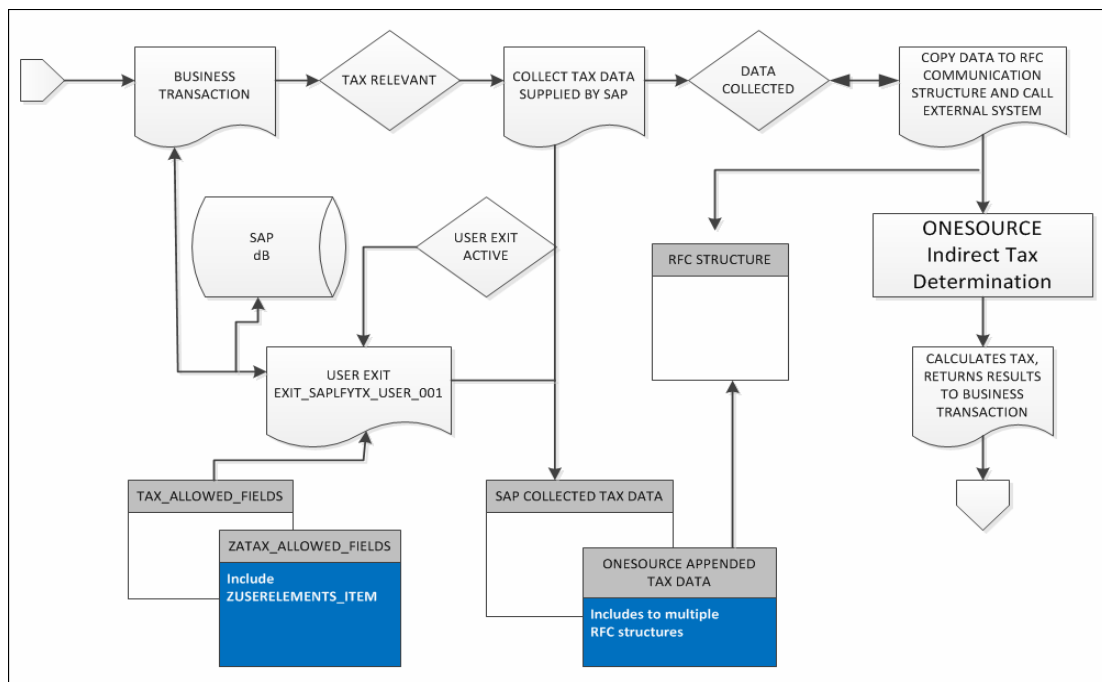 BUSINESS
TRANSACTION
TAX RELEVANT
COLLECT TAX DATA
SUPPLIED BY SAP
DATA
COLLECTED
COPY DATA TO RFC
COMMUNICATION
STRUCTURE AND CALL
EXTERNAL SYSTEM
SAP
dB
USER EXIT
ACTIVE
RFC STRUCTURE
ONESOURCE
Indirect Tax
Determination
USER EXIT
EXIT_SAPLFYTX_USER_001
CALCULATES TAX,
RETURNS RESULTS
TO BUSINESS
TRANSACTION
TAX_ALLOWED_FIELDS
ZATAX_ALLOWED_FIELDS
Include
ZUSERELEMENTS_ITEM
SAP COLLECTED TAX DATA
ONESOURCE APPENDED
TAX DATA
Includes to multiple
RFC structures